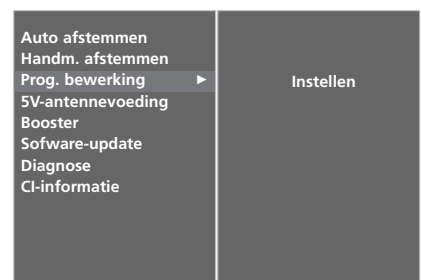 Auto afstemmen
Handm. afstemmen
Prog. bewerking ►
Instellen
5V-antennevoeding
Booster
Sofware-update
Diagnose
CI-informatie